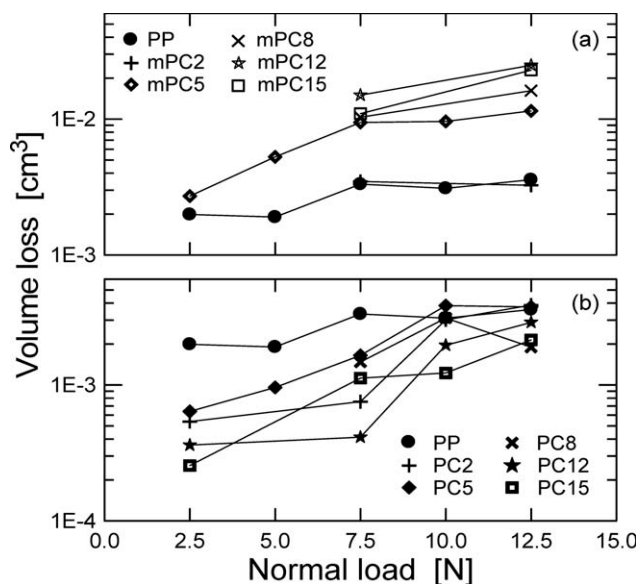 PP mPC8 (a)
mPC2 mPC12
mPC5 mPC15
1E-2
1E-3
Volume loss [cm³]
(b)
1E-3
PP PC8
PC2 PC12
PC5 PC15
1E-4
0.0 2.5 5.0 7.5 10.0 12.5 15.0
Normal load [N]